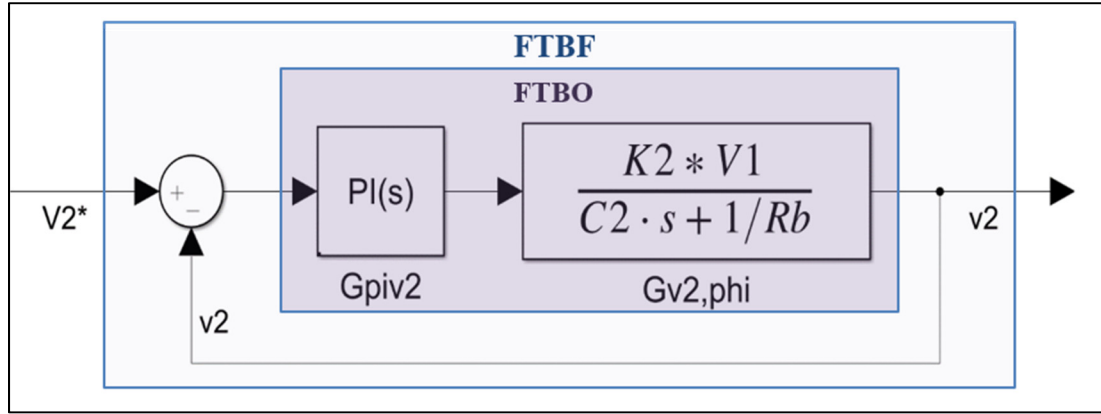 FTBF
FTBO
V2*
+
−
PI(s)
Gpiv2
K2 * V1
C2 · s + 1/Rb
Gv2,phi
v2
v2